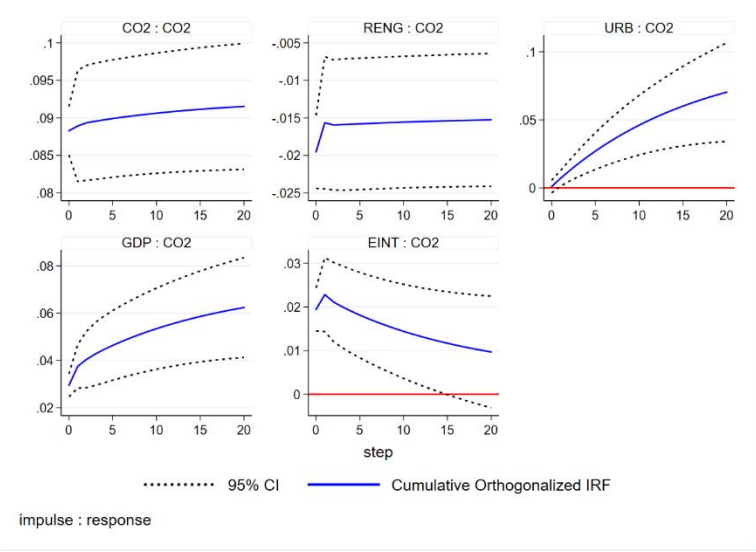 CO2 : CO2
.1
.095
.09
.085
.08
0 5 10 15 20
RENG : CO2
-.005
-.01
-.015
-.02
-.025
0 5 10 15 20
URB : CO2
.1
.05
0
0 5 10 15 20
GDP : CO2
.08
.06
.04
.02
0 5 10 15 20
EINT : CO2
.03
.02
.01
0
0 5 10 15 20
step
95% CI Cumulative Orthogonalized IRF
impulse : response